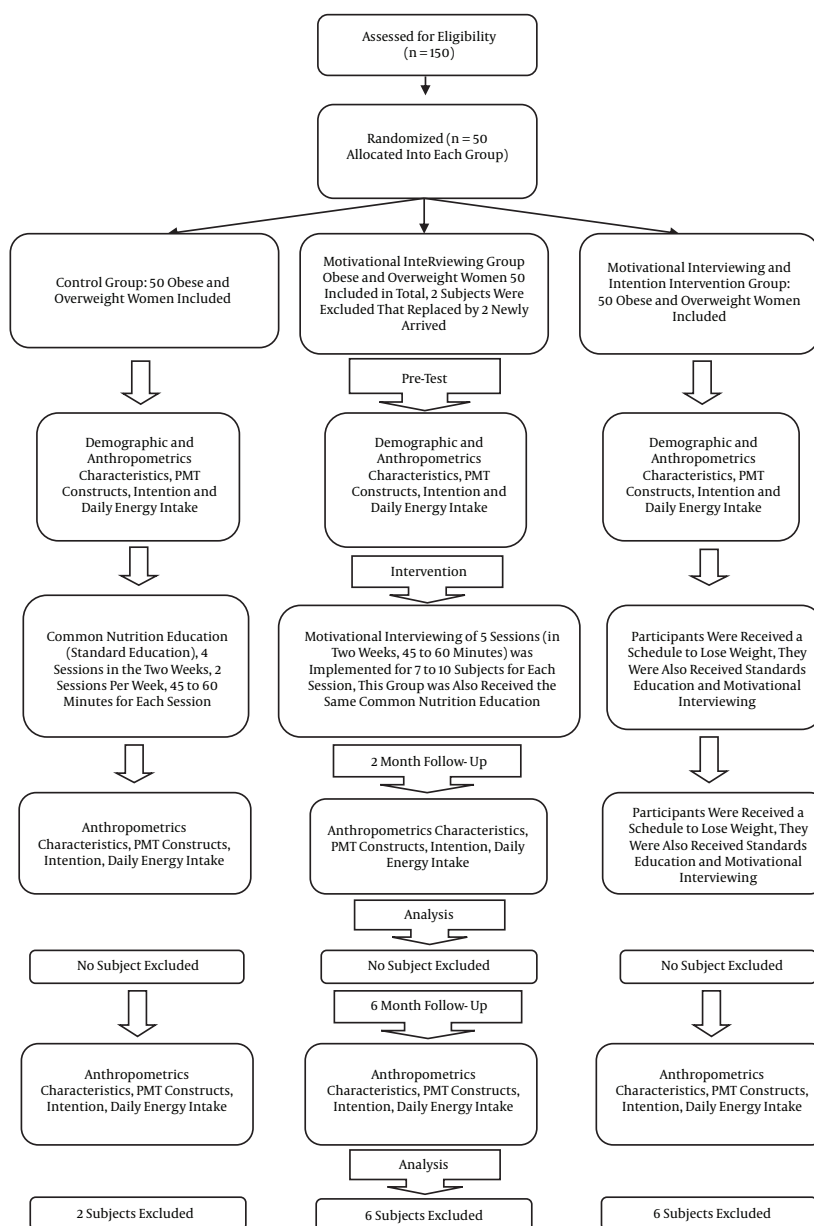 Assessed for Eligibility
(n = 150)
Randomized (n = 50
Allocated Into Each Group)
Control Group: 50 Obese and
Overweight Women Included
Motivational InteRviewing Group
Obese and Overweight Women 50
Included in Total, 2 Subjects Were
Excluded That Replaced by 2 Newly
Arrived
Motivational Interviewing and
Intention Intervention Group:
50 Obese and Overweight Women
Included
Pre-Test
Demographic and
Anthropometrics
Characteristics, PMT
Constructs, Intention and
Daily Energy Intake
Demographic and
Anthropometrics
Characteristics, PMT
Constructs, Intention and
Daily Energy Intake
Demographic and
Anthropometrics
Characteristics, PMT
Constructs, Intention and
Daily Energy Intake
Intervention
Common Nutrition Education
(Standard Education), 4
Sessions in the Two Weeks, 2
Sessions Per Week, 45 to 60
Minutes for Each Session
Motivational Interviewing of 5 Sessions (in
Two Weeks, 45 to 60 Minutes) was
Implemented for 7 to 10 Subjects for Each
Session, This Group was Also Received the
Same Common Nutrition Education
Participants Were Received a
Schedule to Lose Weight, They
Were Also Received Standards
Education and Motivational
Interviewing
2 Month Follow-Up
Anthropometrics
Characteristics, PMT Constructs,
Intention, Daily Energy Intake
Anthropometrics Characteristics,
PMT Constructs, Intention, Daily
Energy Intake
Participants Were Received a
Schedule to Lose Weight, They
Were Also Received Standards
Education and Motivational
Interviewing
Analysis
No Subject Excluded
No Subject Excluded
No Subject Excluded
6 Month Follow-Up
Anthropometrics
Characteristics, PMT Constructs,
Intention, Daily Energy Intake
Anthropometrics
Characteristics, PMT Constructs,
Intention, Daily Energy Intake
Anthropometrics
Characteristics, PMT Constructs,
Intention, Daily Energy Intake
Analysis
2 Subjects Excluded
6 Subjects Excluded
6 Subjects Excluded